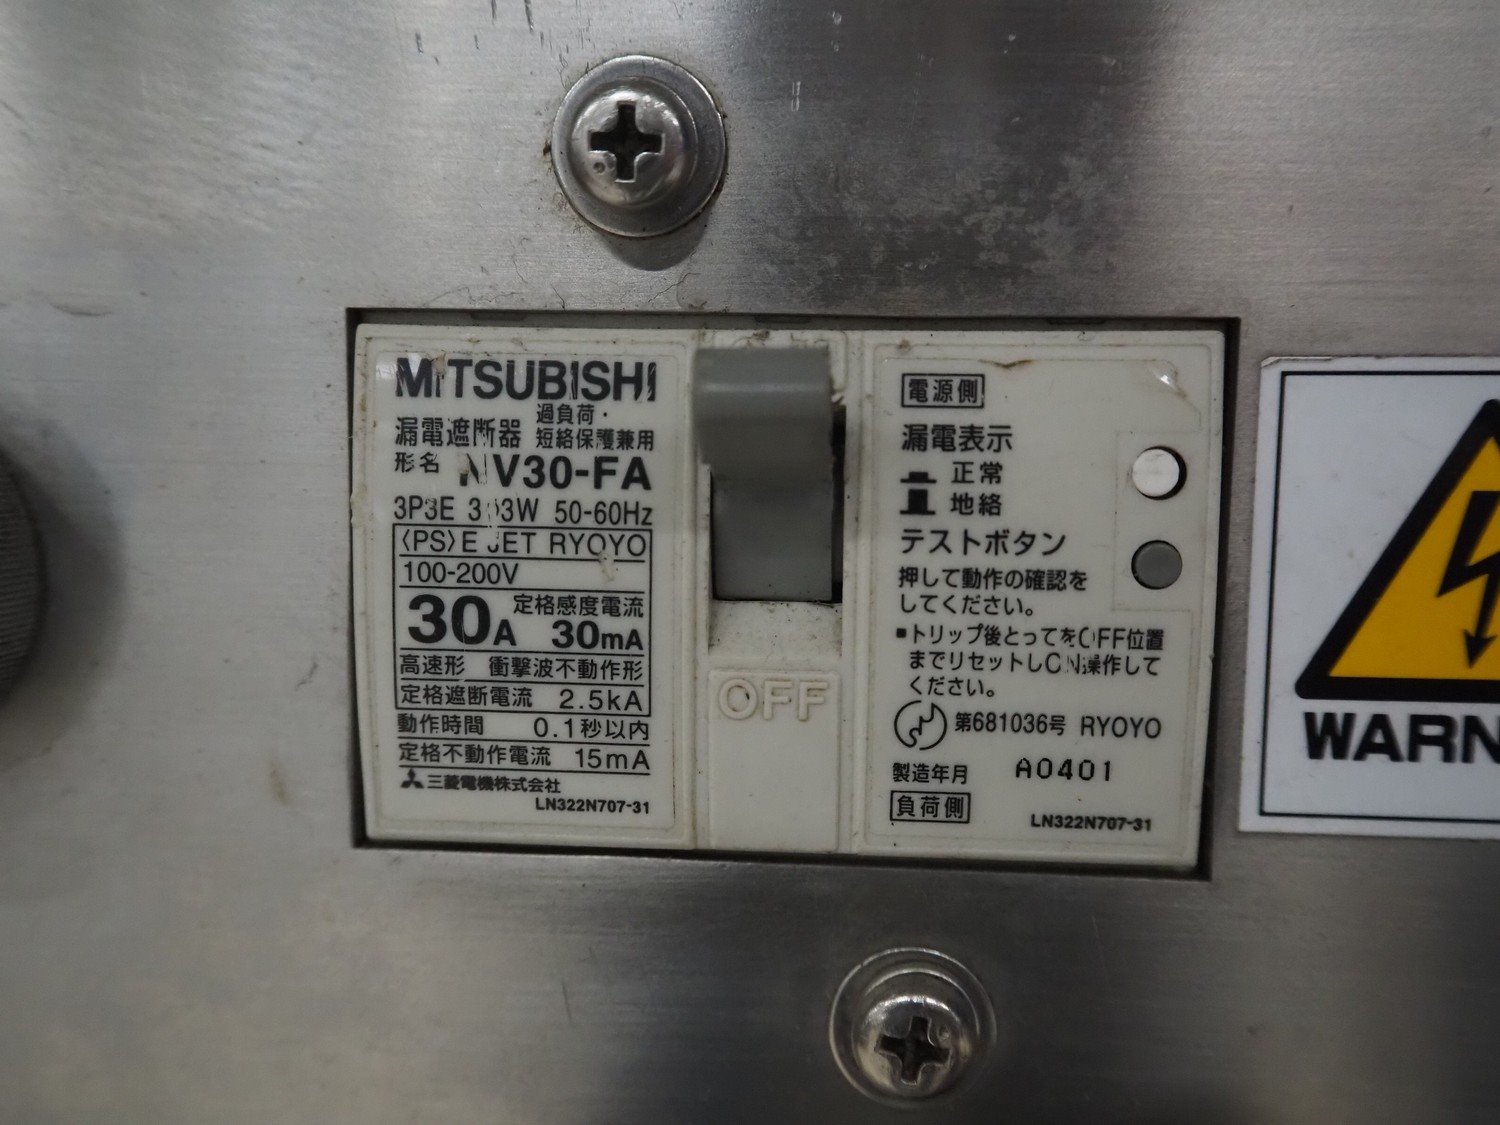 MITSUBISHI
漏電遮断器 過負荷・
短絡保護兼用
形名 NV30-FA
3P3E 3 3W 50-60Hz
〈PS〉E JET RYOYO
100-200V
30A 定格感度電流
30mA
高速形 衝撃波不動作形
定格遮断電流 2.5kA
動作時間 0.1秒以内
定格不動作電流 15mA
三菱電機株式会社
LN322N707-31
OFF
電源側
漏電表示
正常
地絡
テストボタン
押して動作の確認を
してください。
■トリップ後とってをOFF位置
までリセットしON操作して
ください。
第681036号 RYOYO
製造年月 A0401
負荷側
LN322N707-31
WARN